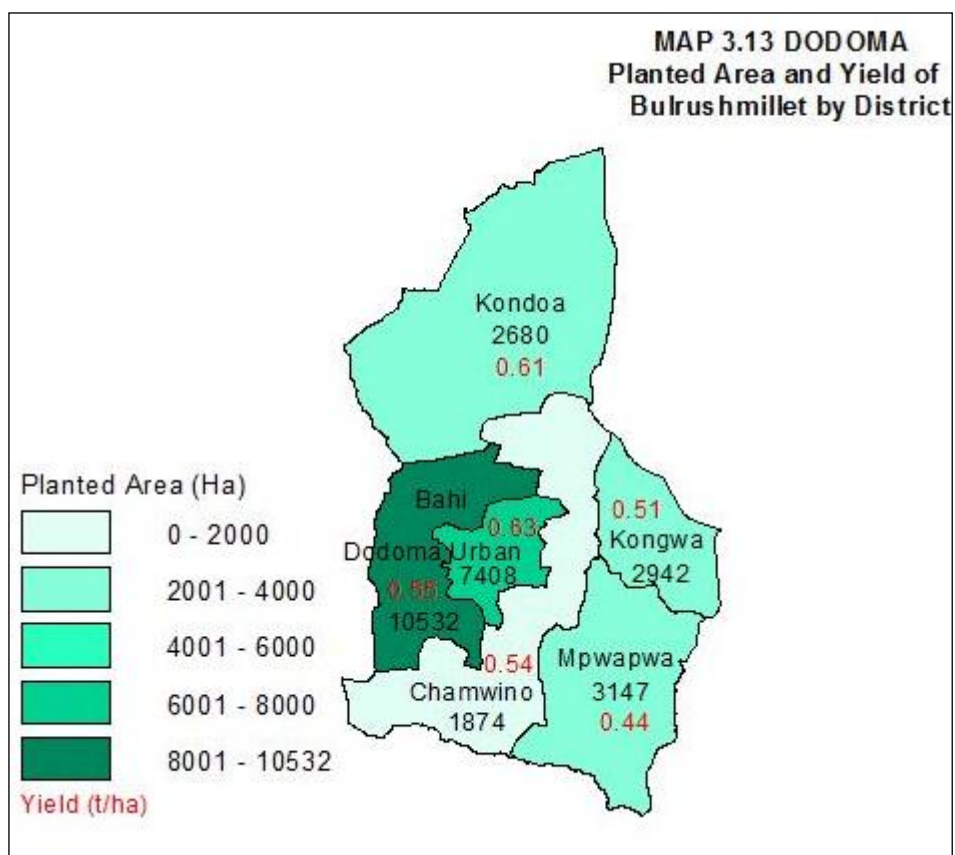 MAP 3.13 DODOMA
Planted Area and Yield of
Bulrushmillet by District
Kondoa
2680
0.61
Bahi
0.55
10532
0.63
Dodoma Urban
7408
0.51
Kongwa
2942
0.54
Chamwino
1874
Mpwapwa
3147
0.44
Planted Area (Ha)
0 - 2000
2001 - 4000
4001 - 6000
6001 - 8000
8001 - 10532
Yield (t/ha)